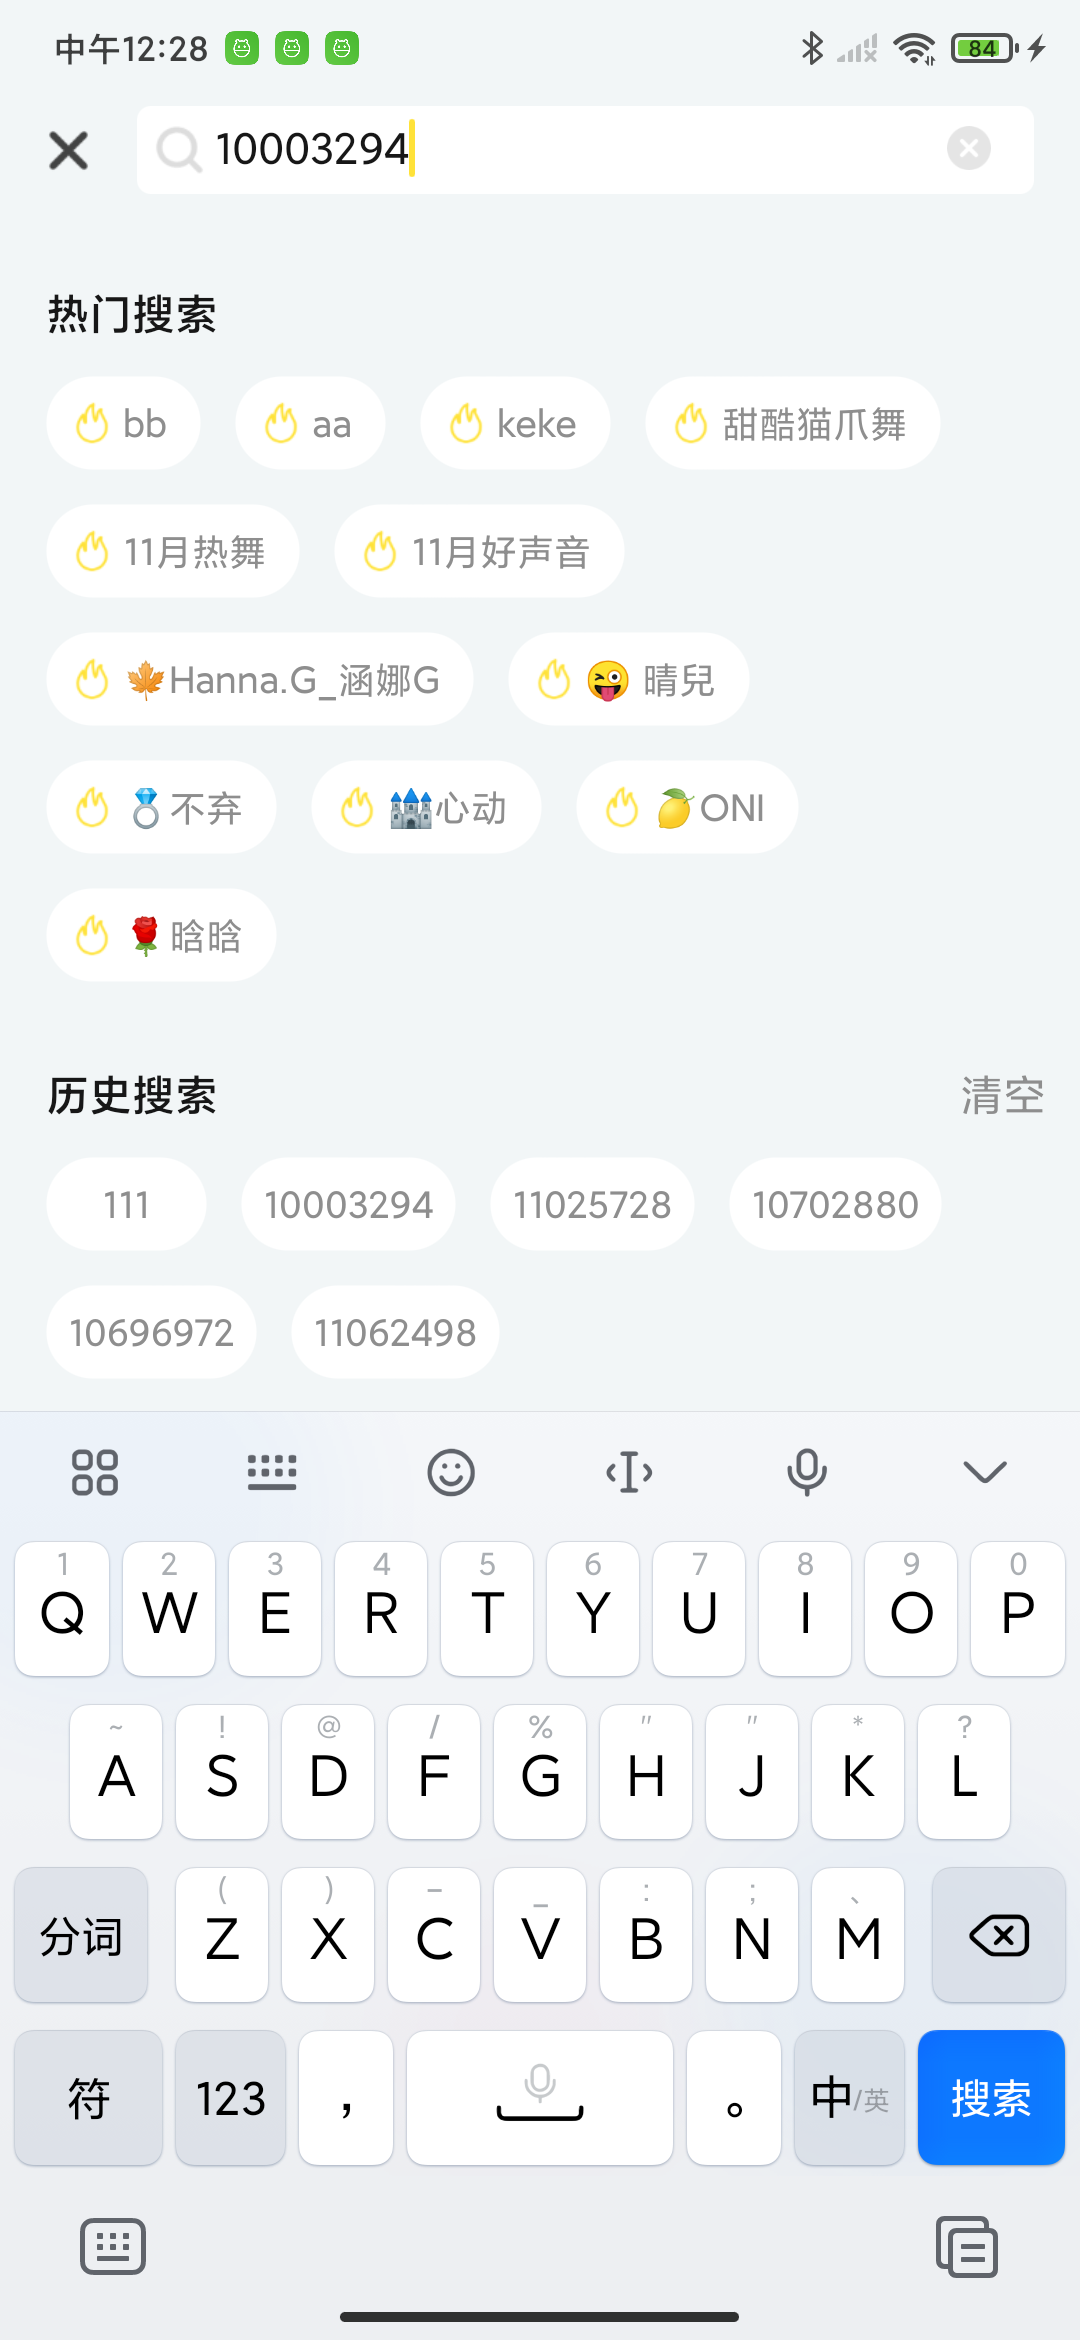 中午12:28
84
10003294
热门搜索
bb aa keke 甜酷猫爪舞
11月热舞 11月好声音
🍁Hanna.G_涵娜G 😜 晴兒
💍不弃 🏰心动 🍋ONI
🌹晗晗
历史搜索 清空
111 10003294 11025728 10702880
10696972 11062498
1 2 3 4 5 6 7 8 9 0
Q W E R T Y U I O P
~ ! @ / % " " * ?
A S D F G H J K L
( ) – _ : ; 、
分词 Z X C V B N M
符 123 , 。 中/英 搜索